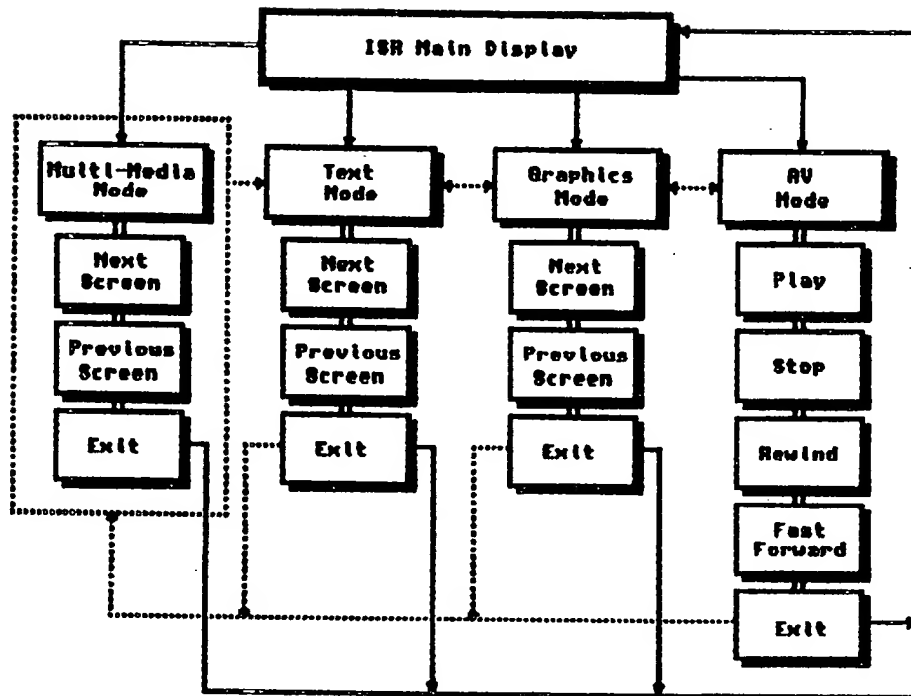 ISR Main Display
Multi-Media
Mode
Next
Screen
Previous
Screen
Exit
Text
Mode
Next
Screen
Previous
Screen
Exit
Graphics
Mode
Next
Screen
Previous
Screen
Exit
AV
Mode
Play
Stop
Rewind
Fast
Forward
Exit